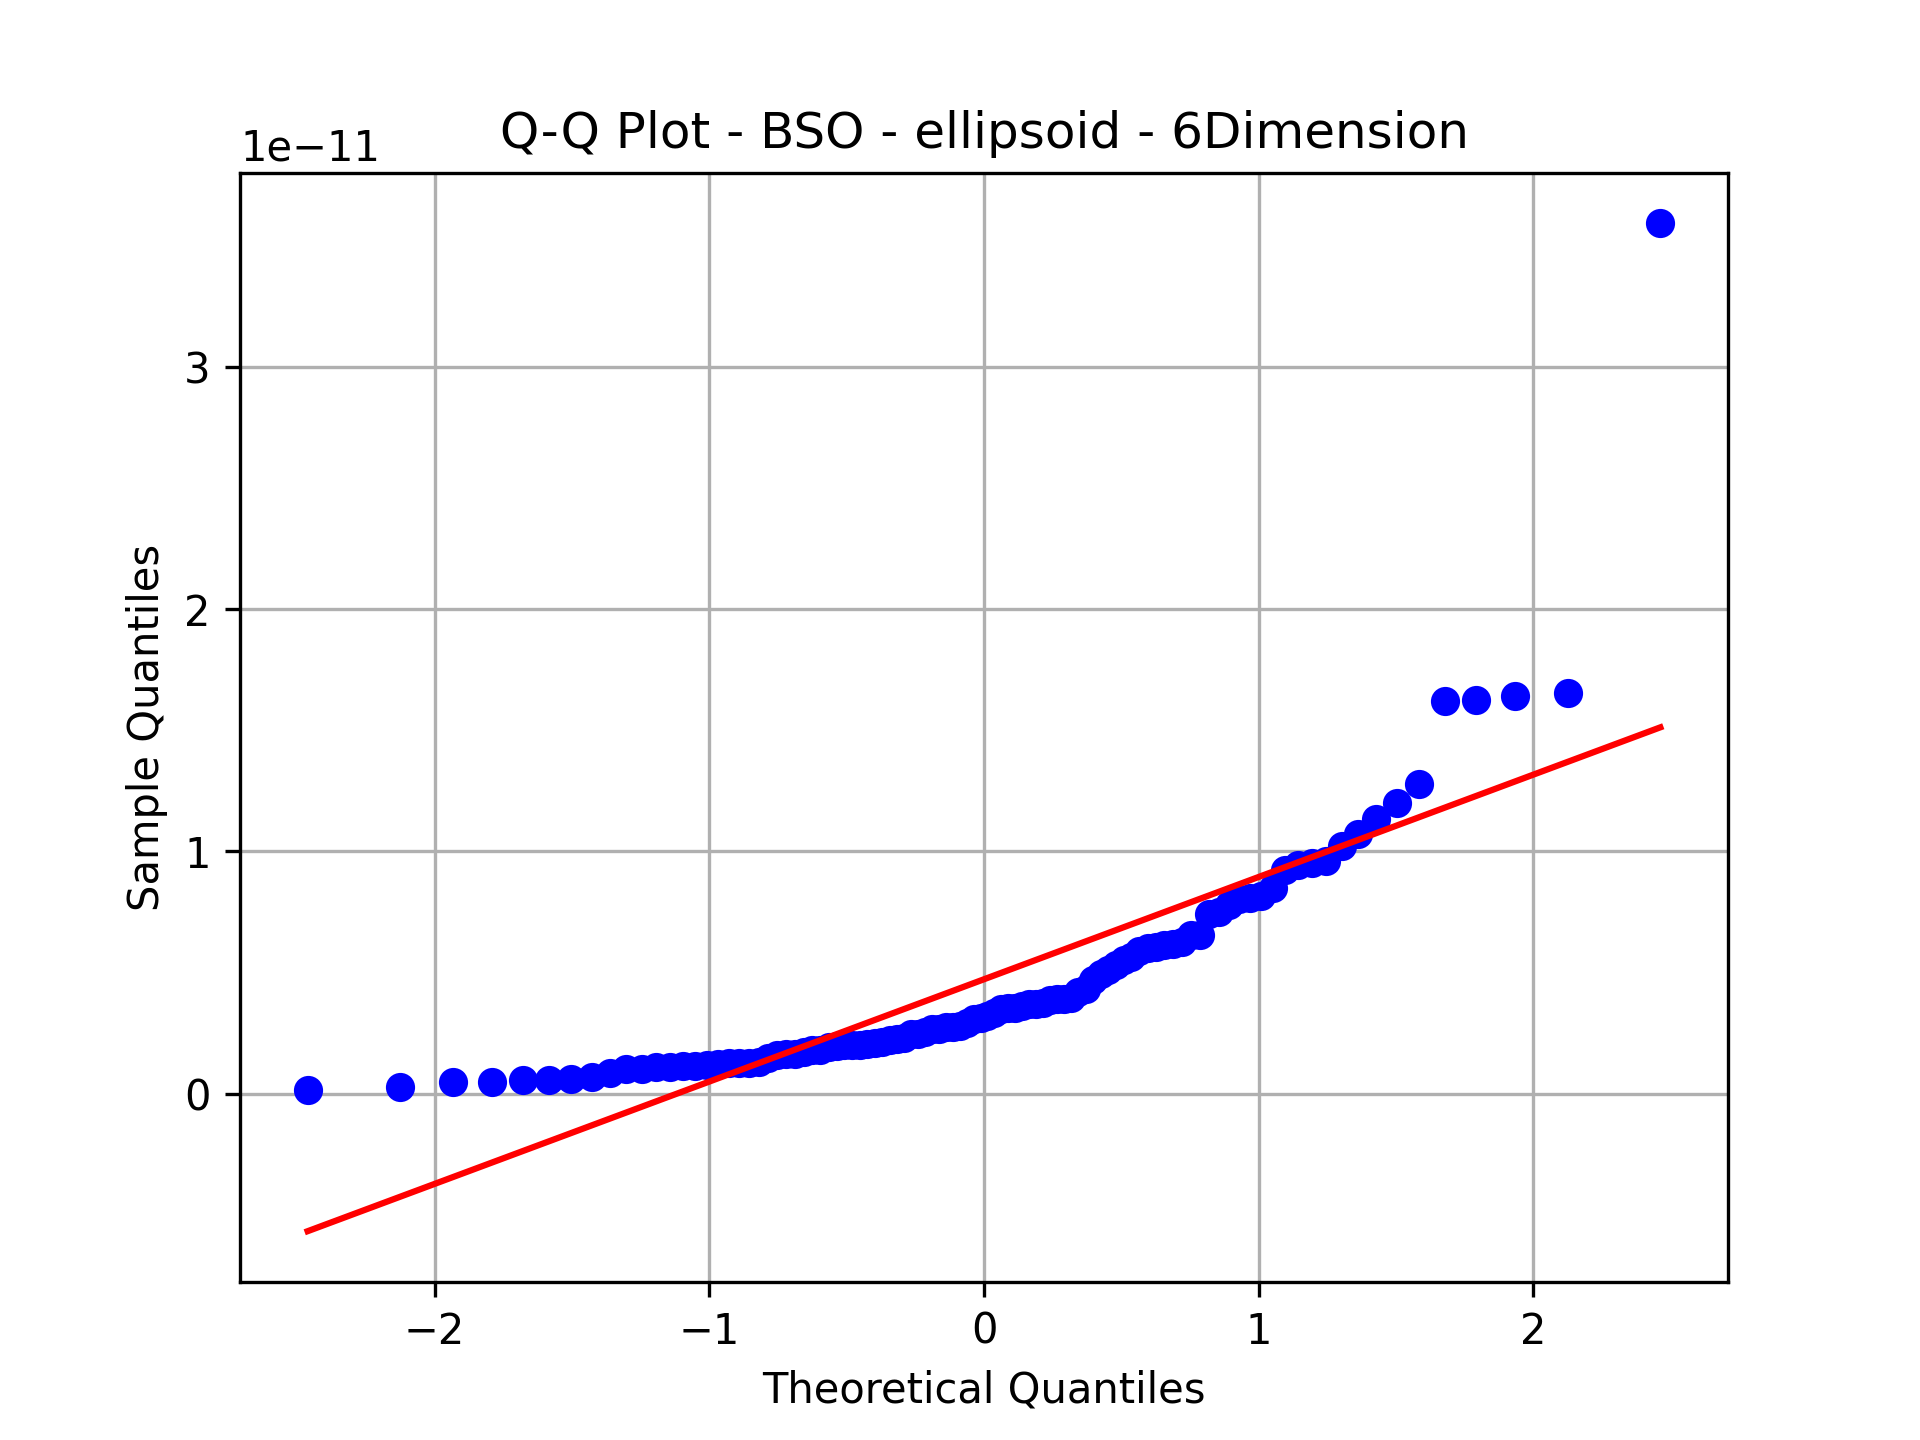 Q-Q Plot - BSO - ellipsoid - 6Dimension
1e−11
3
2
1
0
Sample Quantiles
−2 −1 0 1 2
Theoretical Quantiles